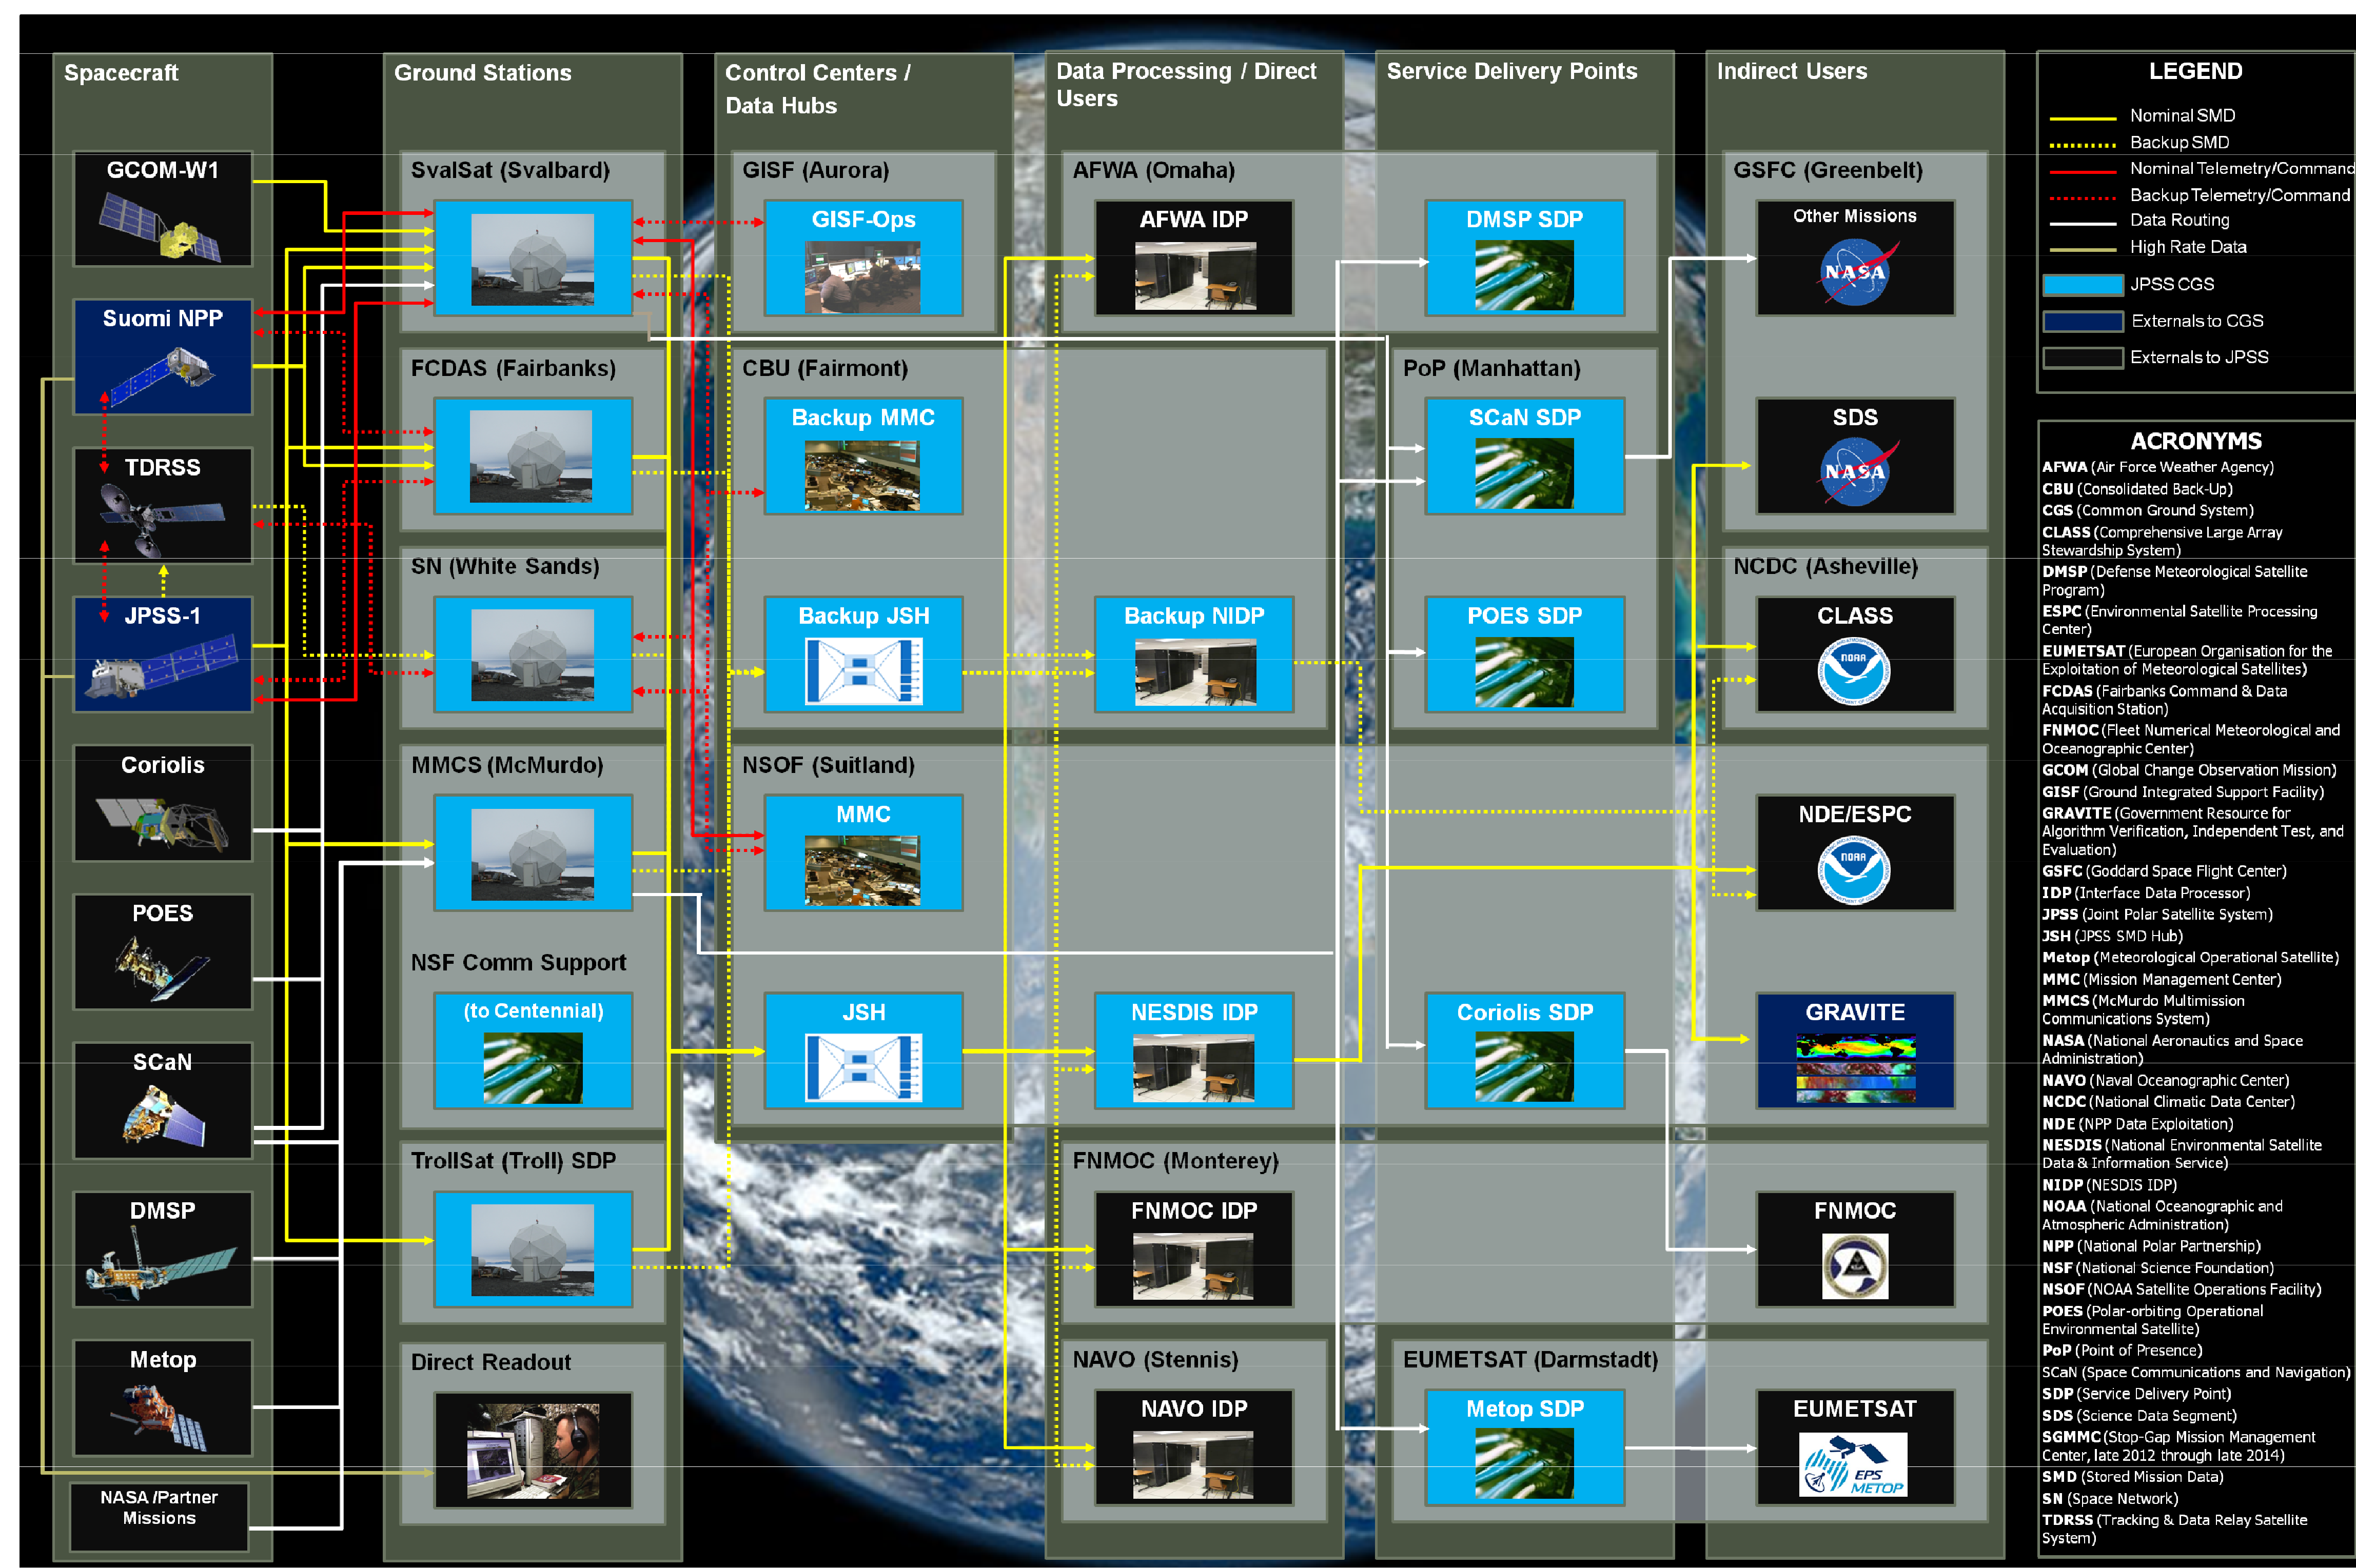 Spacecraft
GCOM-W1
Suomi NPP
TDRSS
JPSS-1
Coriolis
POES
SCaN
DMSP
Metop
NASA /Partner
Missions
Ground Stations
SvalSat (Svalbard)
FCDAS (Fairbanks)
SN (White Sands)
MMCS (McMurdo)
NSF Comm Support
(to Centennial)
TrollSat (Troll) SDP
Direct Readout
Control Centers /
Data Hubs
GISF (Aurora)
GISF-Ops
CBU (Fairmont)
Backup MMC
Backup JSH
NSOF (Suitland)
MMC
JSH
Data Processing / Direct
Users
AFWA (Omaha)
AFWA IDP
Backup NIDP
NESDIS IDP
FNMOC (Monterey)
FNMOC IDP
NAVO (Stennis)
NAVO IDP
Service Delivery Points
DMSP SDP
PoP (Manhattan)
SCaN SDP
POES SDP
Coriolis SDP
EUMETSAT (Darmstadt)
Metop SDP
Indirect Users
GSFC (Greenbelt)
Other Missions
NASA
SDS
NASA
NCDC (Asheville)
CLASS
NOAA
NDE/ESPC
NOAA
GRAVITE
FNMOC
EUMETSAT
EPS
METOP
LEGEND
Nominal SMD
Backup SMD
Nominal Telemetry/Command
Backup Telemetry/Command
Data Routing
High Rate Data
JPSS CGS
Externals to CGS
Externals to JPSS
ACRONYMS
AFWA (Air Force Weather Agency)
CBU (Consolidated Back-Up)
CGS (Common Ground System)
CLASS (Comprehensive Large Array
Stewardship System)
DMSP (Defense Meteorological Satellite
Program)
ESPC (Environmental Satellite Processing
Center)
EUMETSAT (European Organisation for the
Exploitation of Meteorological Satellites)
FCDAS (Fairbanks Command & Data
Acquisition Station)
FNMOC (Fleet Numerical Meteorological and
Oceanographic Center)
GCOM (Global Change Observation Mission)
GISF (Ground Integrated Support Facility)
GRAVITE (Government Resource for
Algorithm Verification, Independent Test, and
Evaluation)
GSFC (Goddard Space Flight Center)
IDP (Interface Data Processor)
JPSS (Joint Polar Satellite System)
JSH (JPSS SMD Hub)
Metop (Meteorological Operational Satellite)
MMC (Mission Management Center)
MMCS (McMurdo Multimission
Communications System)
NASA (National Aeronautics and Space
Administration)
NAVO (Naval Oceanographic Center)
NCDC (National Climatic Data Center)
NDE (NPP Data Exploitation)
NESDIS (National Environmental Satellite
Data & Information Service)
NIDP (NESDIS IDP)
NOAA (National Oceanographic and
Atmospheric Administration)
NPP (National Polar Partnership)
NSF (National Science Foundation)
NSOF (NOAA Satellite Operations Facility)
POES (Polar-orbiting Operational
Environmental Satellite)
PoP (Point of Presence)
SCaN (Space Communications and Navigation)
SDP (Service Delivery Point)
SDS (Science Data Segment)
SGMMC (Stop-Gap Mission Management
Center, late 2012 through late 2014)
SMD (Stored Mission Data)
SN (Space Network)
TDRSS (Tracking & Data Relay Satellite
System)